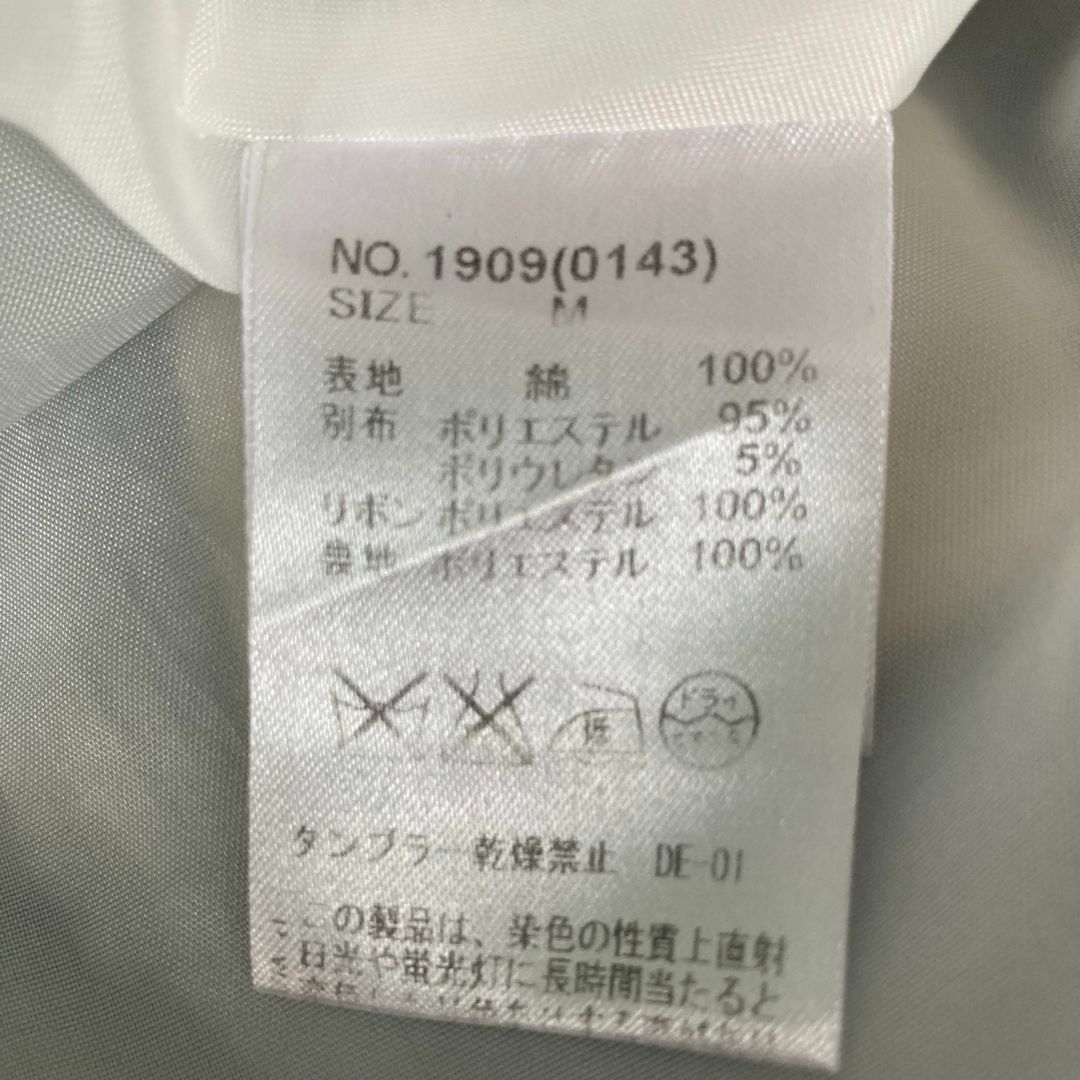 NO. 1909(0143)
SIZE M
表地 綿 100%
別布 ポリエステル 95%
ポリウレタン 5%
リボン ポリエステル 100%
裏地 ポリエステル 100%
低 ドライ
タンブラー乾燥禁止 DE-01
この製品は、染色の性質上直射
日光や蛍光灯に長時間当たると